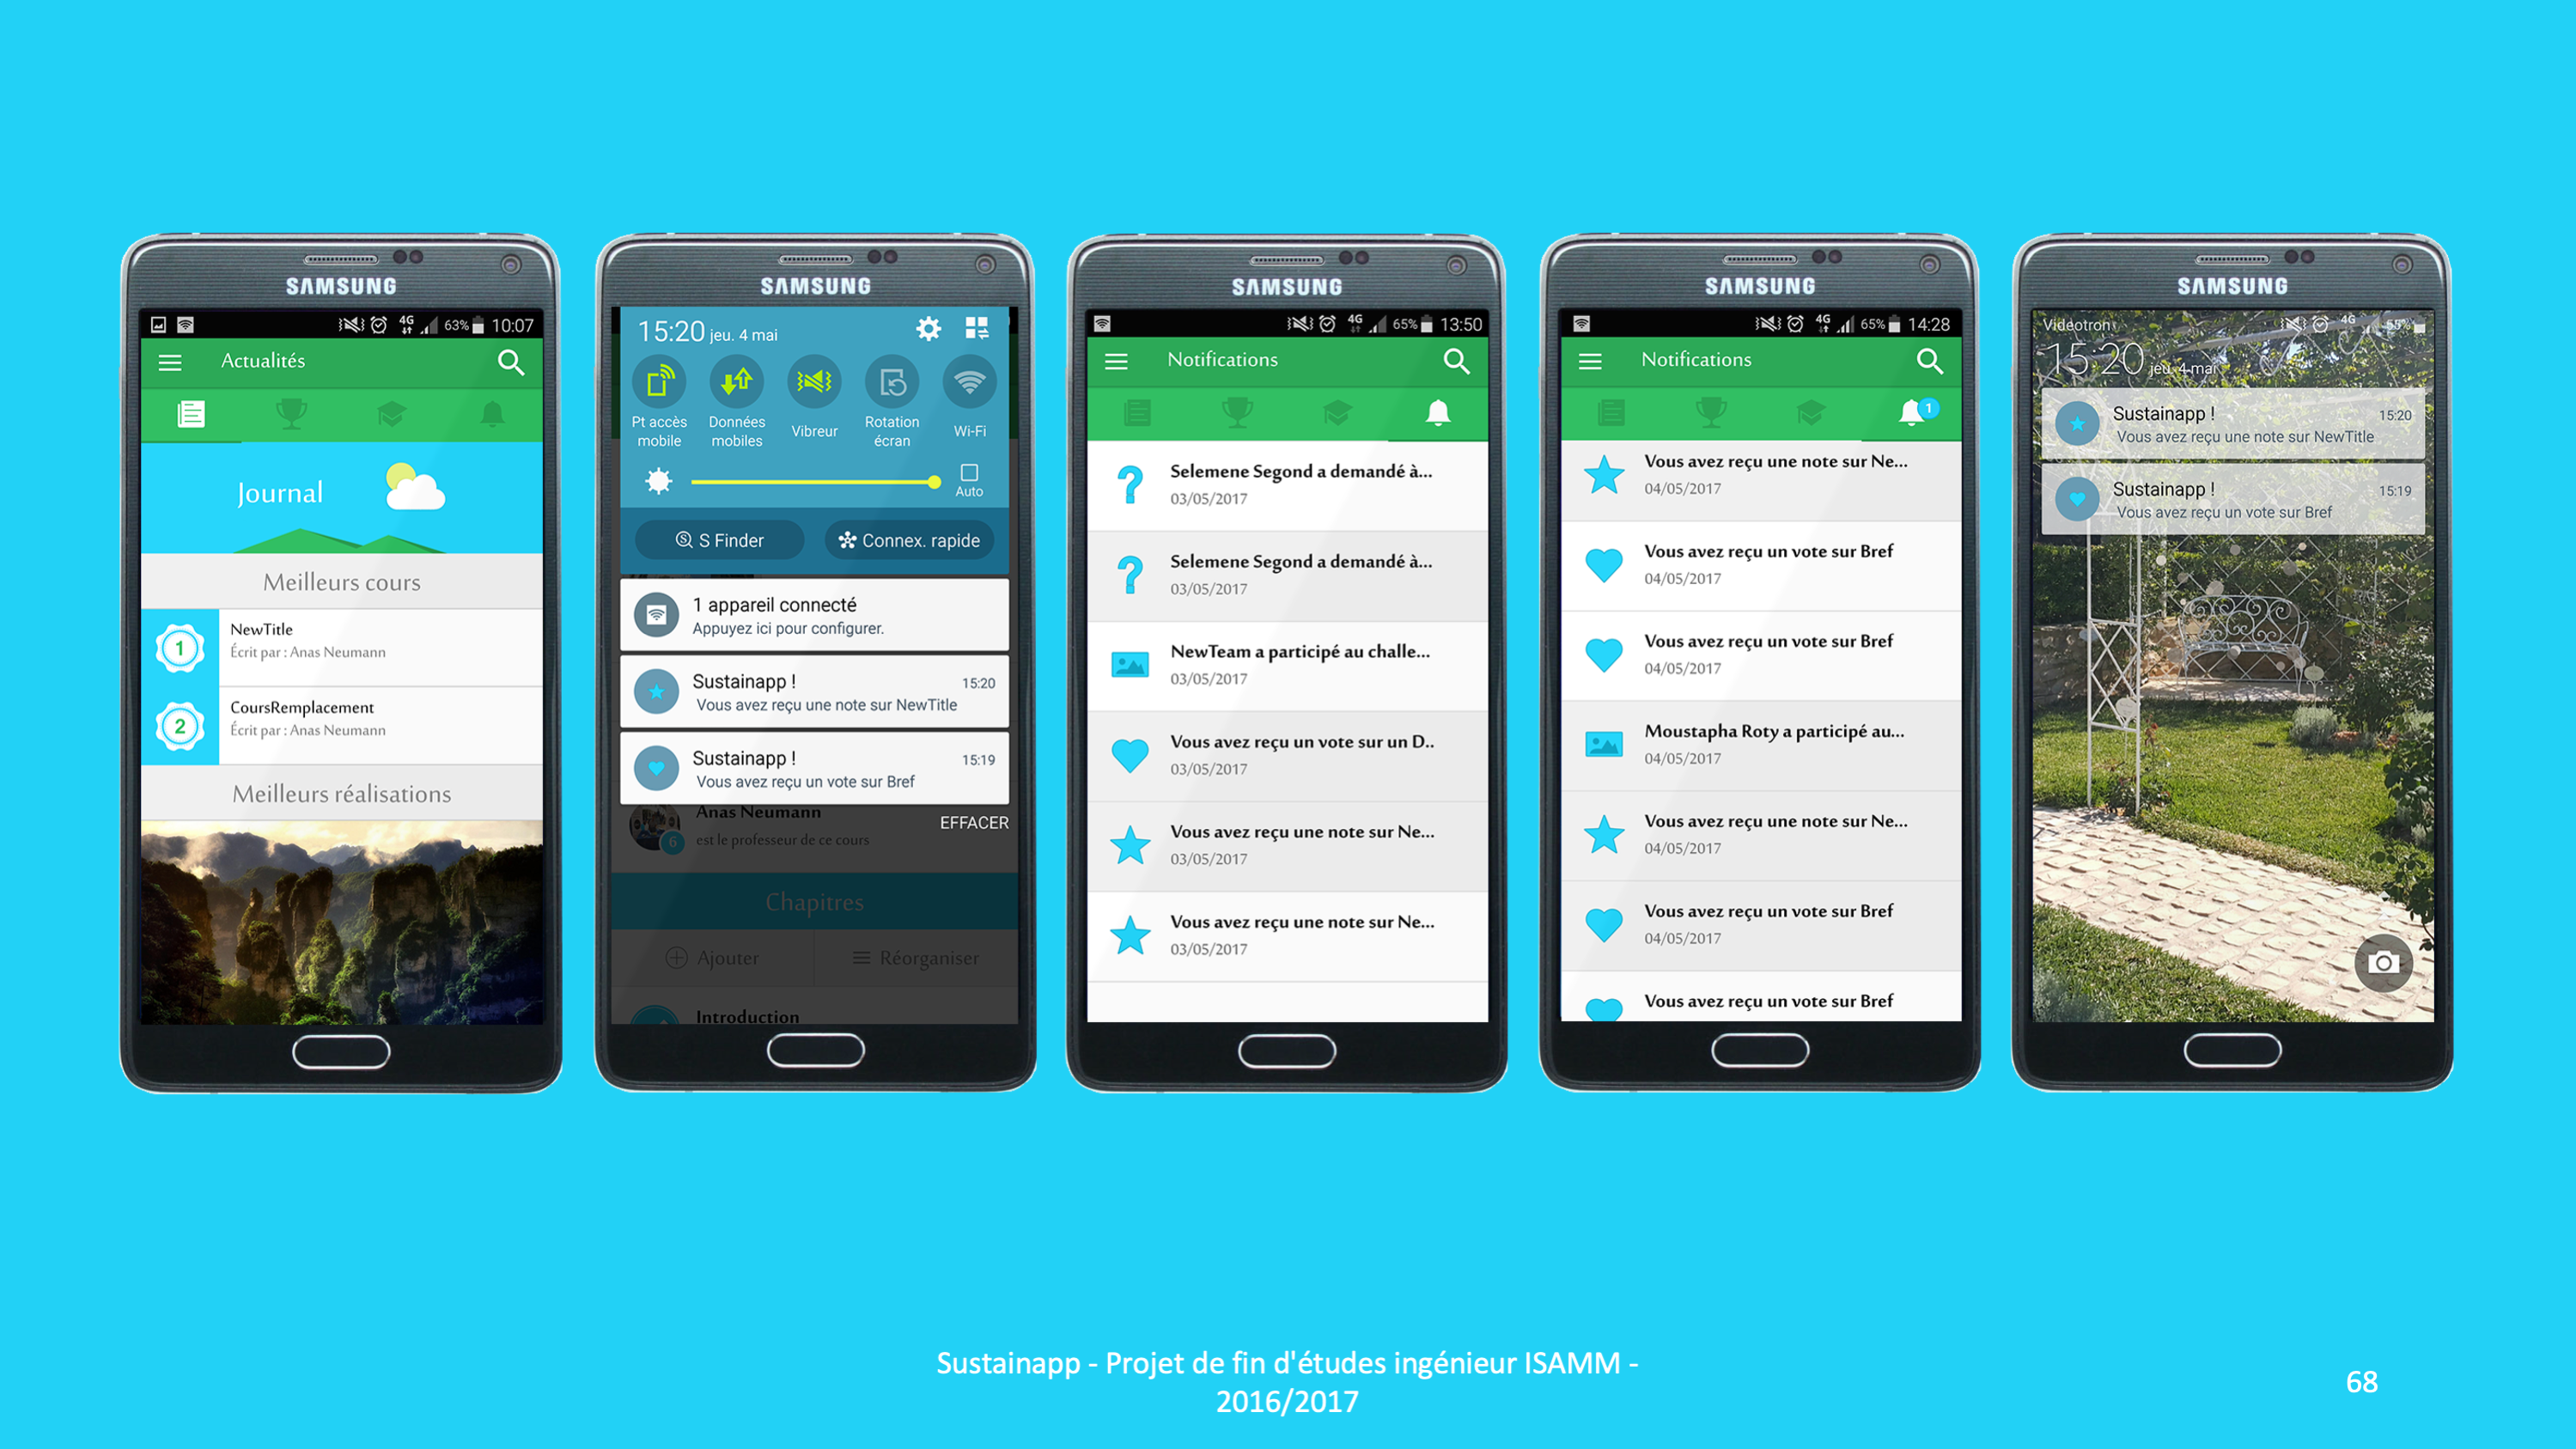 SAMSUNG
4G 63% 10:07
Actualités
Journal
Meilleurs cours
1
NewTitle
Écrit par : Anas Neumann
2
CoursRemplacement
Écrit par : Anas Neumann
Meilleurs réalisations
SAMSUNG
15:20 jeu. 4 mai
Pt accès mobile
Données mobiles
Vibreur
Rotation écran
Wi-Fi
Auto
S Finder
Connex. rapide
1 appareil connecté
Appuyez ici pour configurer.
Sustainapp ! 15:20
Vous avez reçu une note sur NewTitle
Sustainapp ! 15:19
Vous avez reçu un vote sur Bref
EFFACER
Anas Neumann
6
est le professeur de ce cours
Chapitres
Ajouter
Réorganiser
Introduction
SAMSUNG
4G 65% 13:50
Notifications
Selemene Segond a demandé à...
03/05/2017
Selemene Segond a demandé à...
03/05/2017
NewTeam a participé au challe...
03/05/2017
Vous avez reçu un vote sur un D..
03/05/2017
Vous avez reçu une note sur Ne...
03/05/2017
Vous avez reçu une note sur Ne...
03/05/2017
SAMSUNG
4G 65% 14:28
Notifications
1
Vous avez reçu une note sur Ne...
04/05/2017
Vous avez reçu un vote sur Bref
04/05/2017
Vous avez reçu un vote sur Bref
04/05/2017
Moustapha Roty a participé au...
04/05/2017
Vous avez reçu une note sur Ne...
04/05/2017
Vous avez reçu un vote sur Bref
04/05/2017
Vous avez reçu un vote sur Bref
SAMSUNG
Videotron 4G 55%
15:20 jeu. 4 mai
Sustainapp ! 15:20
Vous avez reçu une note sur NewTitle
Sustainapp ! 15:19
Vous avez reçu un vote sur Bref
Sustainapp - Projet de fin d'études ingénieur ISAMM -
2016/2017
68